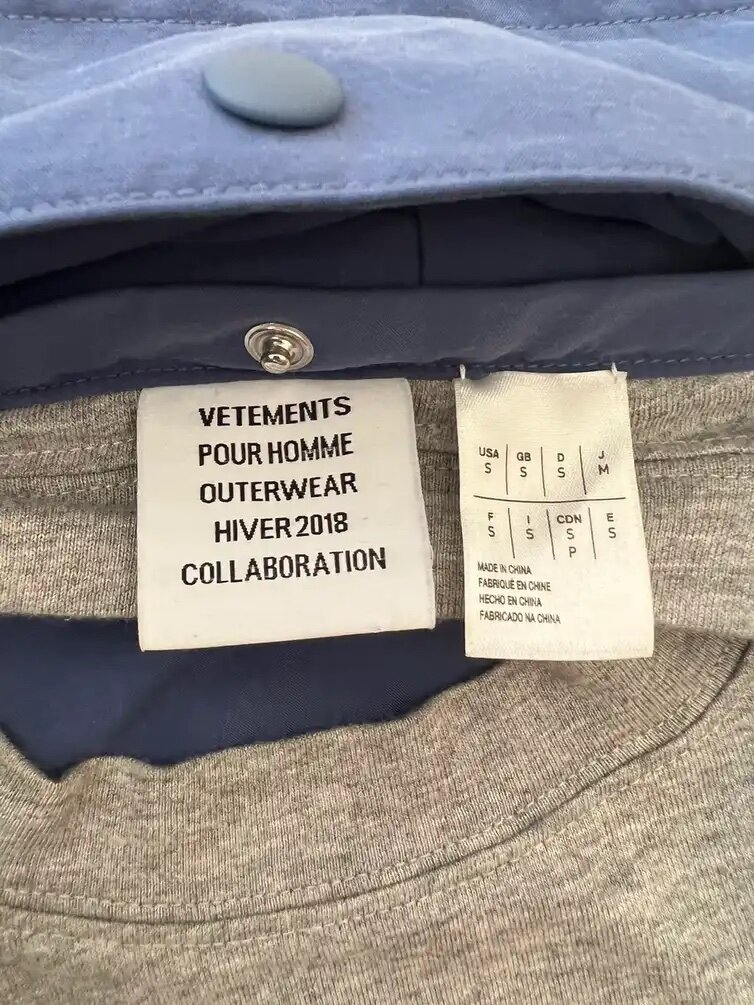 VETEMENTS
POUR HOMME
OUTERWEAR
HIVER 2018
COLLABORATION
USA GB D J
S S S M
F I CDN E
S S S S
P
MADE IN CHINA
FABRIQUÉ EN CHINE
HECHO EN CHINA
FABRICADO NA CHINA